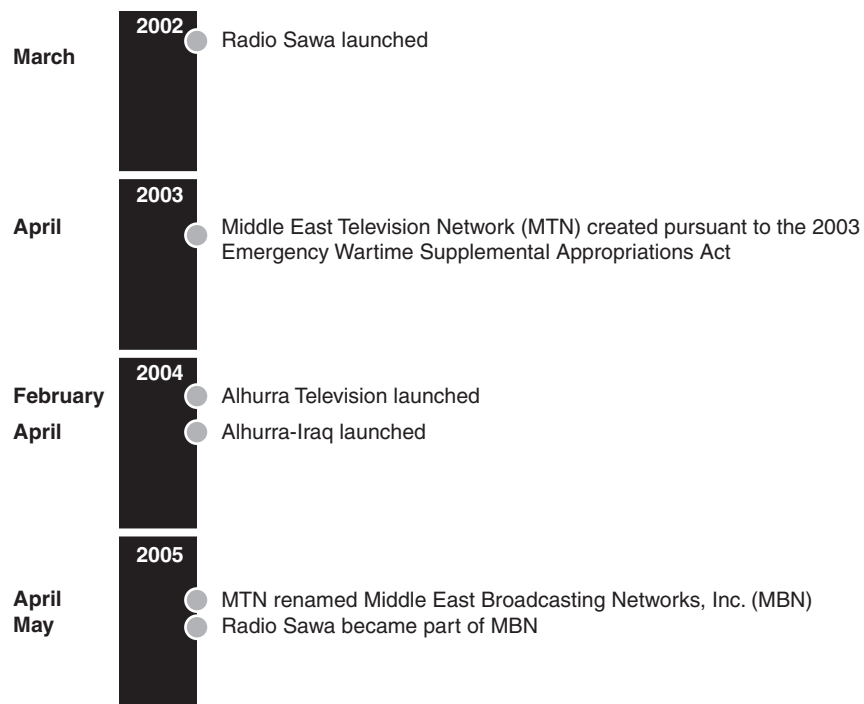 2002
March
Radio Sawa launched
2003
April
Middle East Television Network (MTN) created pursuant to the 2003
Emergency Wartime Supplemental Appropriations Act
2004
February
Alhurra Television launched
April
Alhurra-Iraq launched
2005
April
MTN renamed Middle East Broadcasting Networks, Inc. (MBN)
May
Radio Sawa became part of MBN